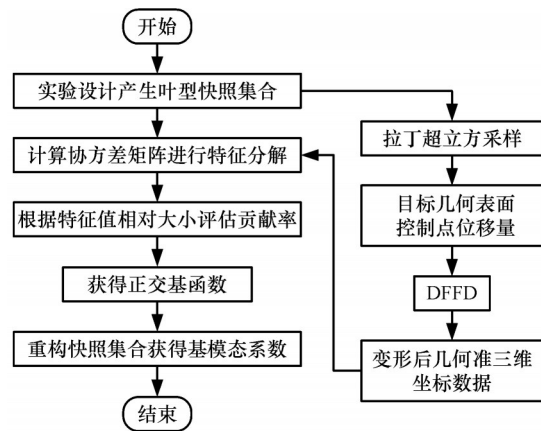 开始
实验设计产生叶型快照集合
计算协方差矩阵进行特征分解
根据特征值相对大小评估贡献率
获得正交基函数
重构快照集合获得基模态系数
结束
拉丁超立方采样
目标几何表面
控制点位移量
DFFD
变形后几何准三维
坐标数据